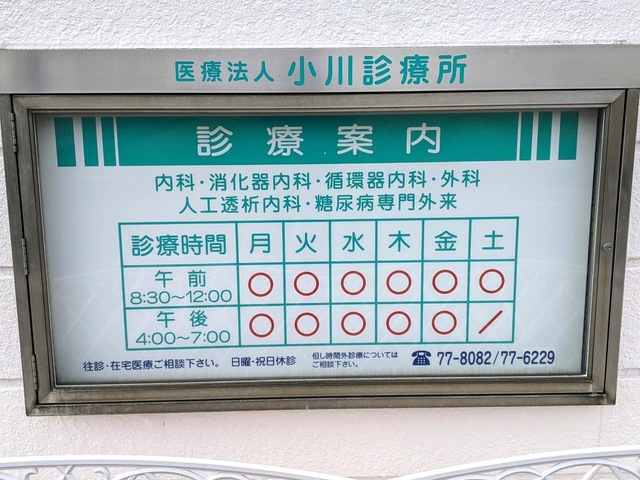 医療法人 小川診療所
診療案内
内科・消化器内科・循環器内科・外科
人工透析内科・糖尿病専門外来
診療時間 月 火 水 木 金 土
午前 8:30～12:00 ○ ○ ○ ○ ○ ○
午後 4:00～7:00 ○ ○ ○ ○ ○ ／
往診・在宅医療ご相談下さい。 日曜・祝日休診 但し時間外診療については
ご相談下さい。 ☎ 77-8082/77-6229